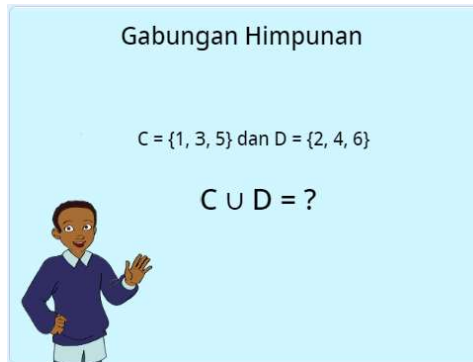 Gabungan Himpunan
C = {1, 3, 5} dan D = {2, 4, 6}
C ∪ D = ?